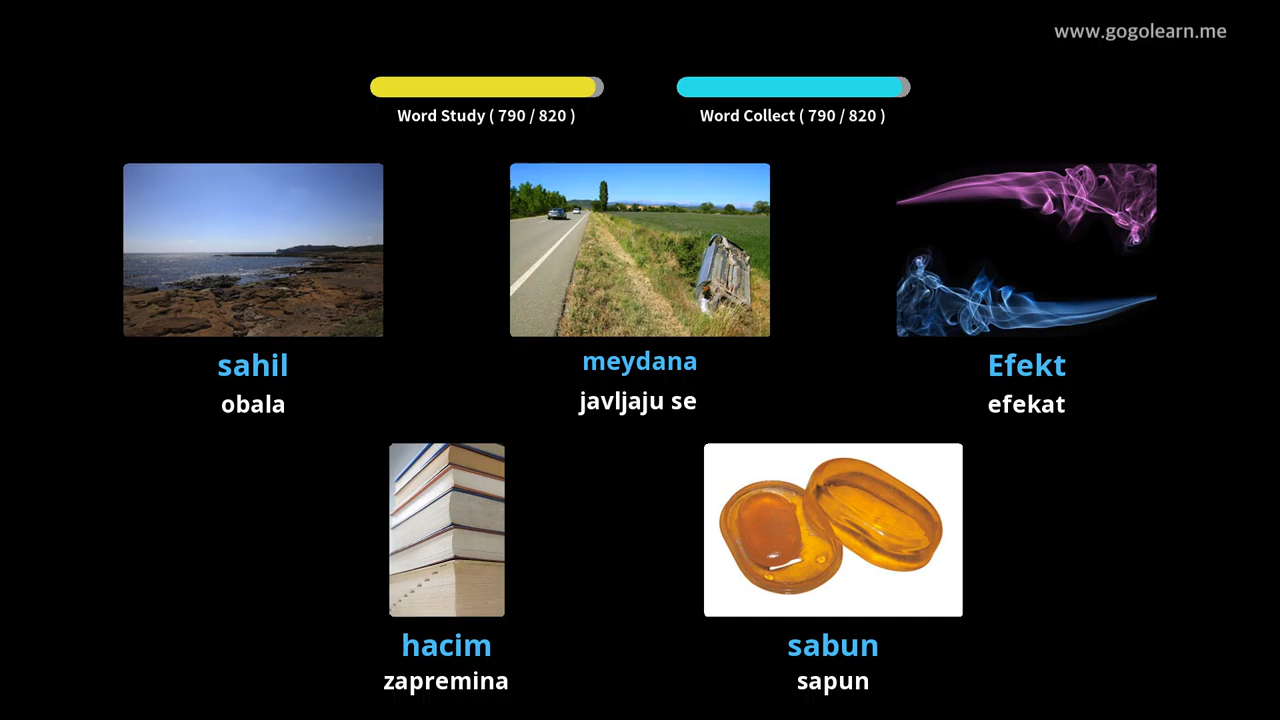 www.gogolearn.me
Word Study ( 790 / 820 )
Word Collect ( 790 / 820 )
sahil
obala
meydana
javljaju se
Efekt
efekat
hacim
zapremina
sabun
sapun